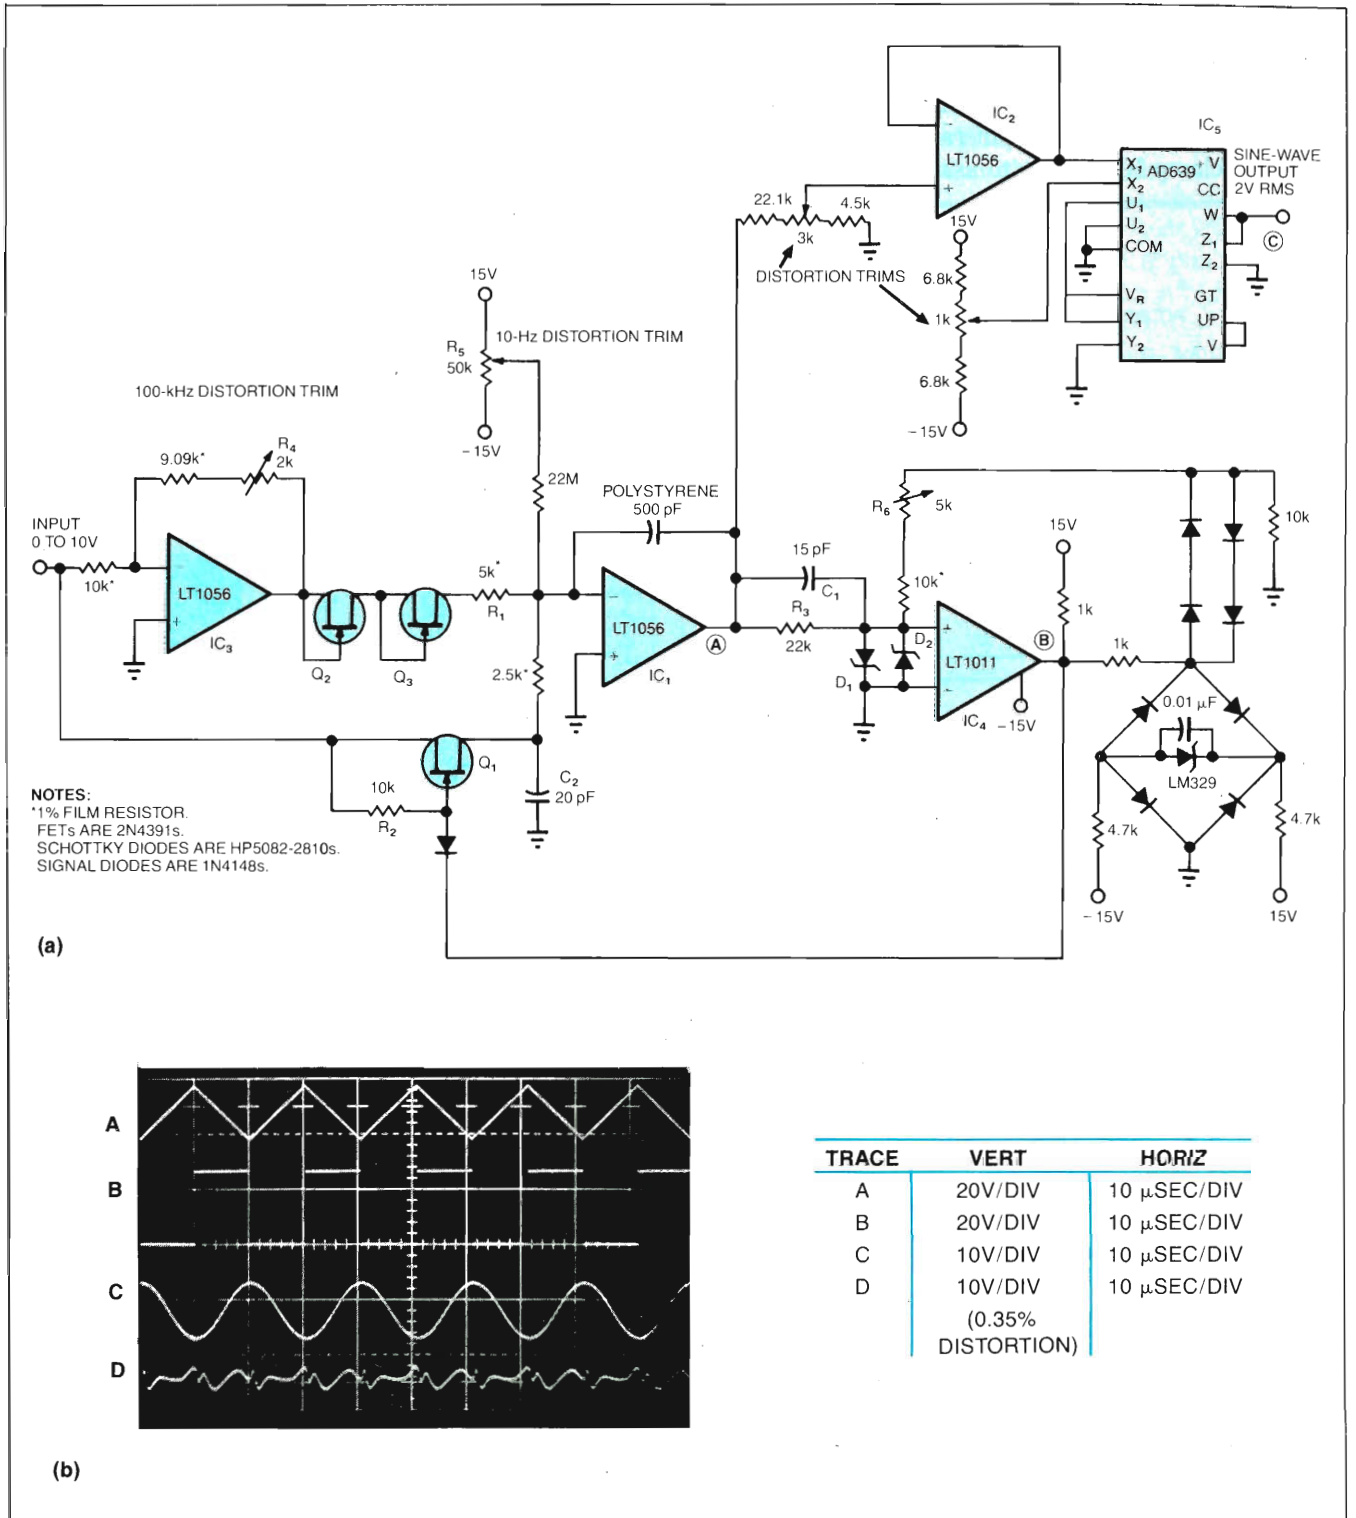 IC2
LT1056
-
+
IC5
X1
AD639
+V
X2
CC
U1
W
U2
Z1
COM
Z2
VR
GT
Y1
UP
Y2
-V
SINE-WAVE
OUTPUT
2V RMS
C
22.1k
4.5k
3k
DISTORTION TRIMS
15V
6.8k
1k
6.8k
-15V
15V
R5
50k
10-Hz DISTORTION TRIM
-15V
100-kHz DISTORTION TRIM
9.09k*
R4
2k
22M
POLYSTYRENE
500 pF
R6
5k
15V
10k
INPUT
0 TO 10V
10k*
-
LT1056
+
IC3
Q2
Q3
5k*
R1
-
LT1056
+
IC1
A
15 pF
C1
R3
22k
10k*
D1
D2
+
LT1011
-
IC4
-15V
B
1k
1k
2.5k*
Q1
10k
R2
C2
20 pF
0.01 µF
LM329
4.7k
4.7k
-15V
15V
NOTES:
*1% FILM RESISTOR.
FETs ARE 2N4391s.
SCHOTTKY DIODES ARE HP5082-2810s.
SIGNAL DIODES ARE 1N4148s.
(a)
A
B
C
D
TRACE VERT HORIZ
A 20V/DIV 10 µSEC/DIV
B 20V/DIV 10 µSEC/DIV
C 10V/DIV 10 µSEC/DIV
D 10V/DIV 10 µSEC/DIV
(0.35%
DISTORTION)
(b)